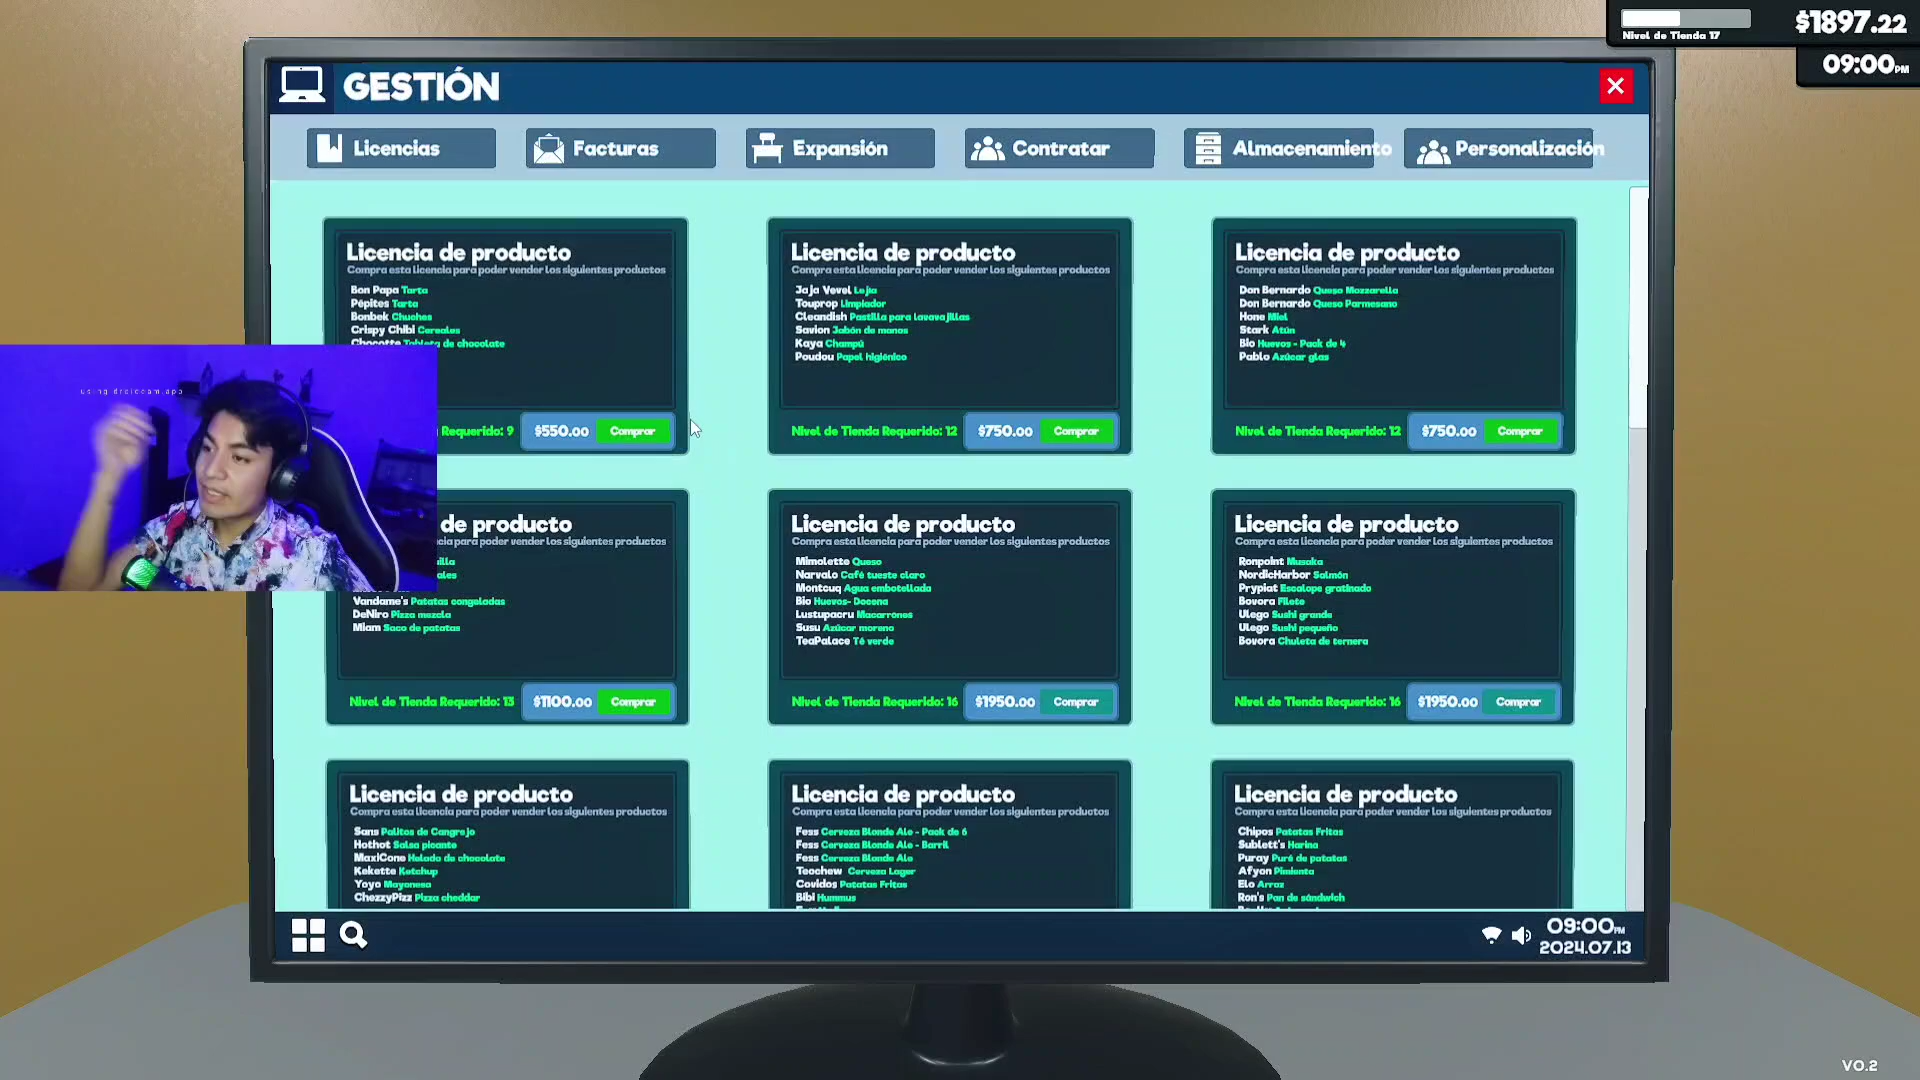 $1897.22
Nivel de Tienda 17
09:00PM
GESTIÓN
Licencias
Facturas
Expansión
Contratar
Almacenamiento
Personalización
Licencia de producto
Compra esta licencia para poder vender los siguientes productos
Bon Papa Tarta
Pépites Tarta
Bonbek Chuches
Crispy Chibi Cereales
Chocotte Tableta de chocolate
Requerido: 9
$550.00
Comprar
Licencia de producto
Compra esta licencia para poder vender los siguientes productos
Jaja Vevel Lejía
Touprop Limpiador
Cleandish Pastilla para lavavajillas
Savion Jabón de manos
Kaya Champú
Poudou Papel higiénico
Nivel de Tienda Requerido: 12
$750.00
Comprar
Licencia de producto
Compra esta licencia para poder vender los siguientes productos
Don Bernardo Queso Mozzarella
Don Bernardo Queso Parmesano
Hone Miel
Stark Atún
Bio Huevos - Pack de 4
Pablo Azúcar glas
Nivel de Tienda Requerido: 12
$750.00
Comprar
using droidcam app
de producto
para poder vender los siguientes productos
Vandame's Patatas congeladas
DeNiro Pizza mezcla
Miam Saco de patatas
Nivel de Tienda Requerido: 13
$1100.00
Comprar
Licencia de producto
Compra esta licencia para poder vender los siguientes productos
Mimolette Queso
Narvalo Café tueste claro
Montcuq Agua embotellada
Bio Huevos- Docena
Lustupacru Macarrones
Susu Azúcar moreno
TeaPalace Té verde
Nivel de Tienda Requerido: 16
$1950.00
Comprar
Licencia de producto
Compra esta licencia para poder vender los siguientes productos
Ronpoint Musaka
NordicHarbor Salmón
Prypiat Escalope gratinado
Bovora Filete
Ulego Sushi grande
Ulego Sushi pequeño
Bovora Chuleta de ternera
Nivel de Tienda Requerido: 16
$1950.00
Comprar
Licencia de producto
Compra esta licencia para poder vender los siguientes productos
Sans Palitos de Cangrejo
Hothot Salsa picante
MaxiCone Helado de chocolate
Kekette Ketchup
Yoyo Mayonesa
ChezzyPizz Pizza cheddar
Licencia de producto
Compra esta licencia para poder vender los siguientes productos
Fess Cerveza Blonde Ale - Pack de 6
Fess Cerveza Blonde Ale - Barril
Fess Cerveza Blonde Ale
Teochew Cerveza Lager
Covidos Patatas Fritas
Bibi Hummus
Licencia de producto
Compra esta licencia para poder vender los siguientes productos
Chipos Patatas Fritas
Sublett's Harina
Puray Puré de patatas
Afyon Pimienta
Elo Arroz
Ron's Pan de sándwich
09:00PM
2024.07.13
V0.2